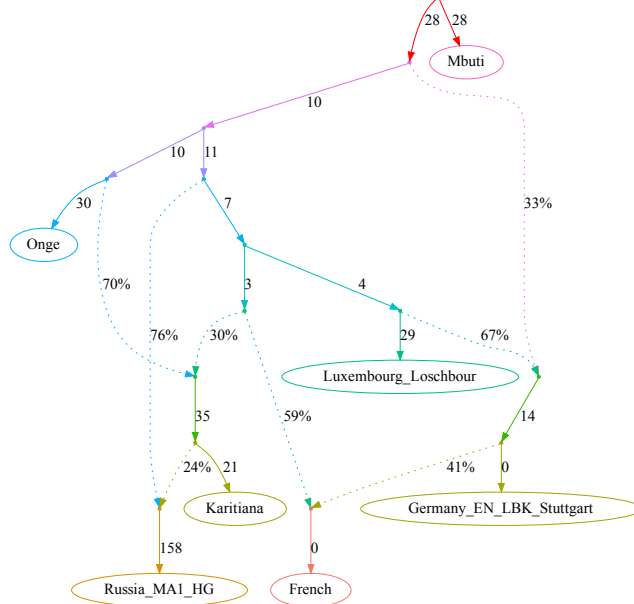 28 28
Mbuti
10
10 11
30 7 33%
Onge
70% 3 4
76% 30% 29 67%
Luxembourg_Loschbour
35 59% 14
24% 21 41% 0
Karitiana Germany_EN_LBK_Stuttgart
158 0
Russia_MA1_HG French